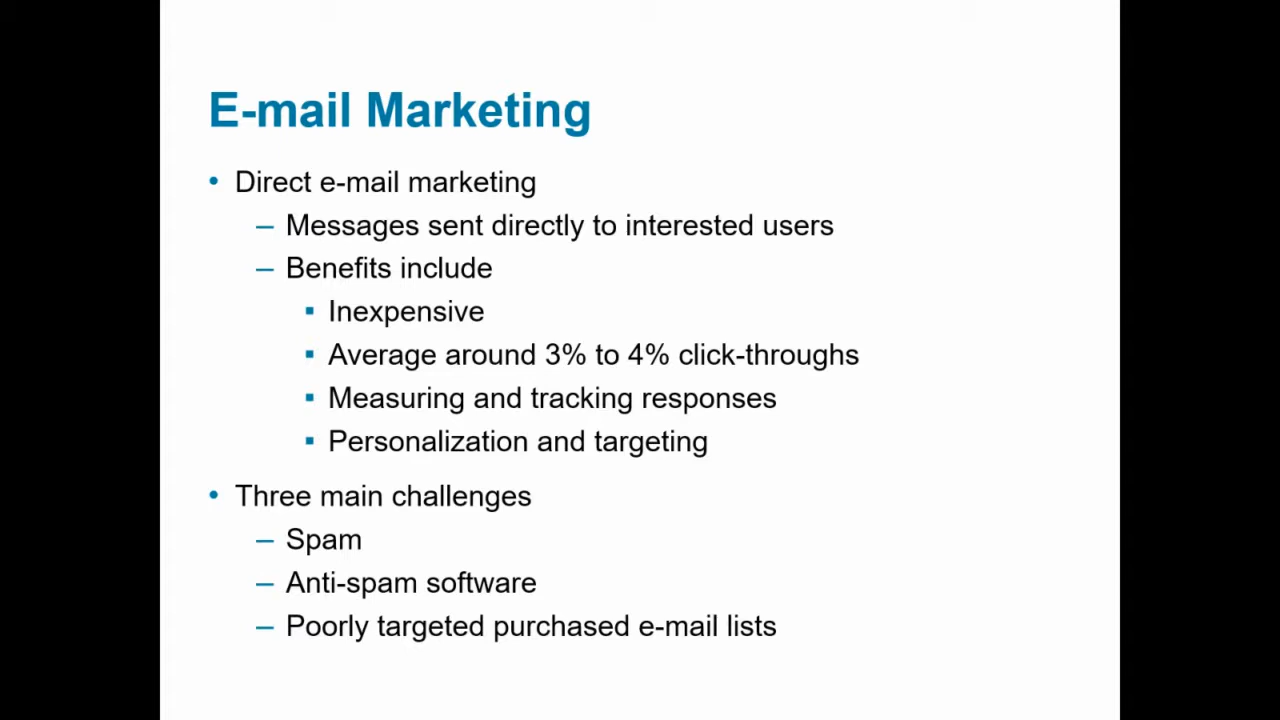 E-mail Marketing
• Direct e-mail marketing
– Messages sent directly to interested users
– Benefits include
▪ Inexpensive
▪ Average around 3% to 4% click-throughs
▪ Measuring and tracking responses
▪ Personalization and targeting
• Three main challenges
– Spam
– Anti-spam software
– Poorly targeted purchased e-mail lists